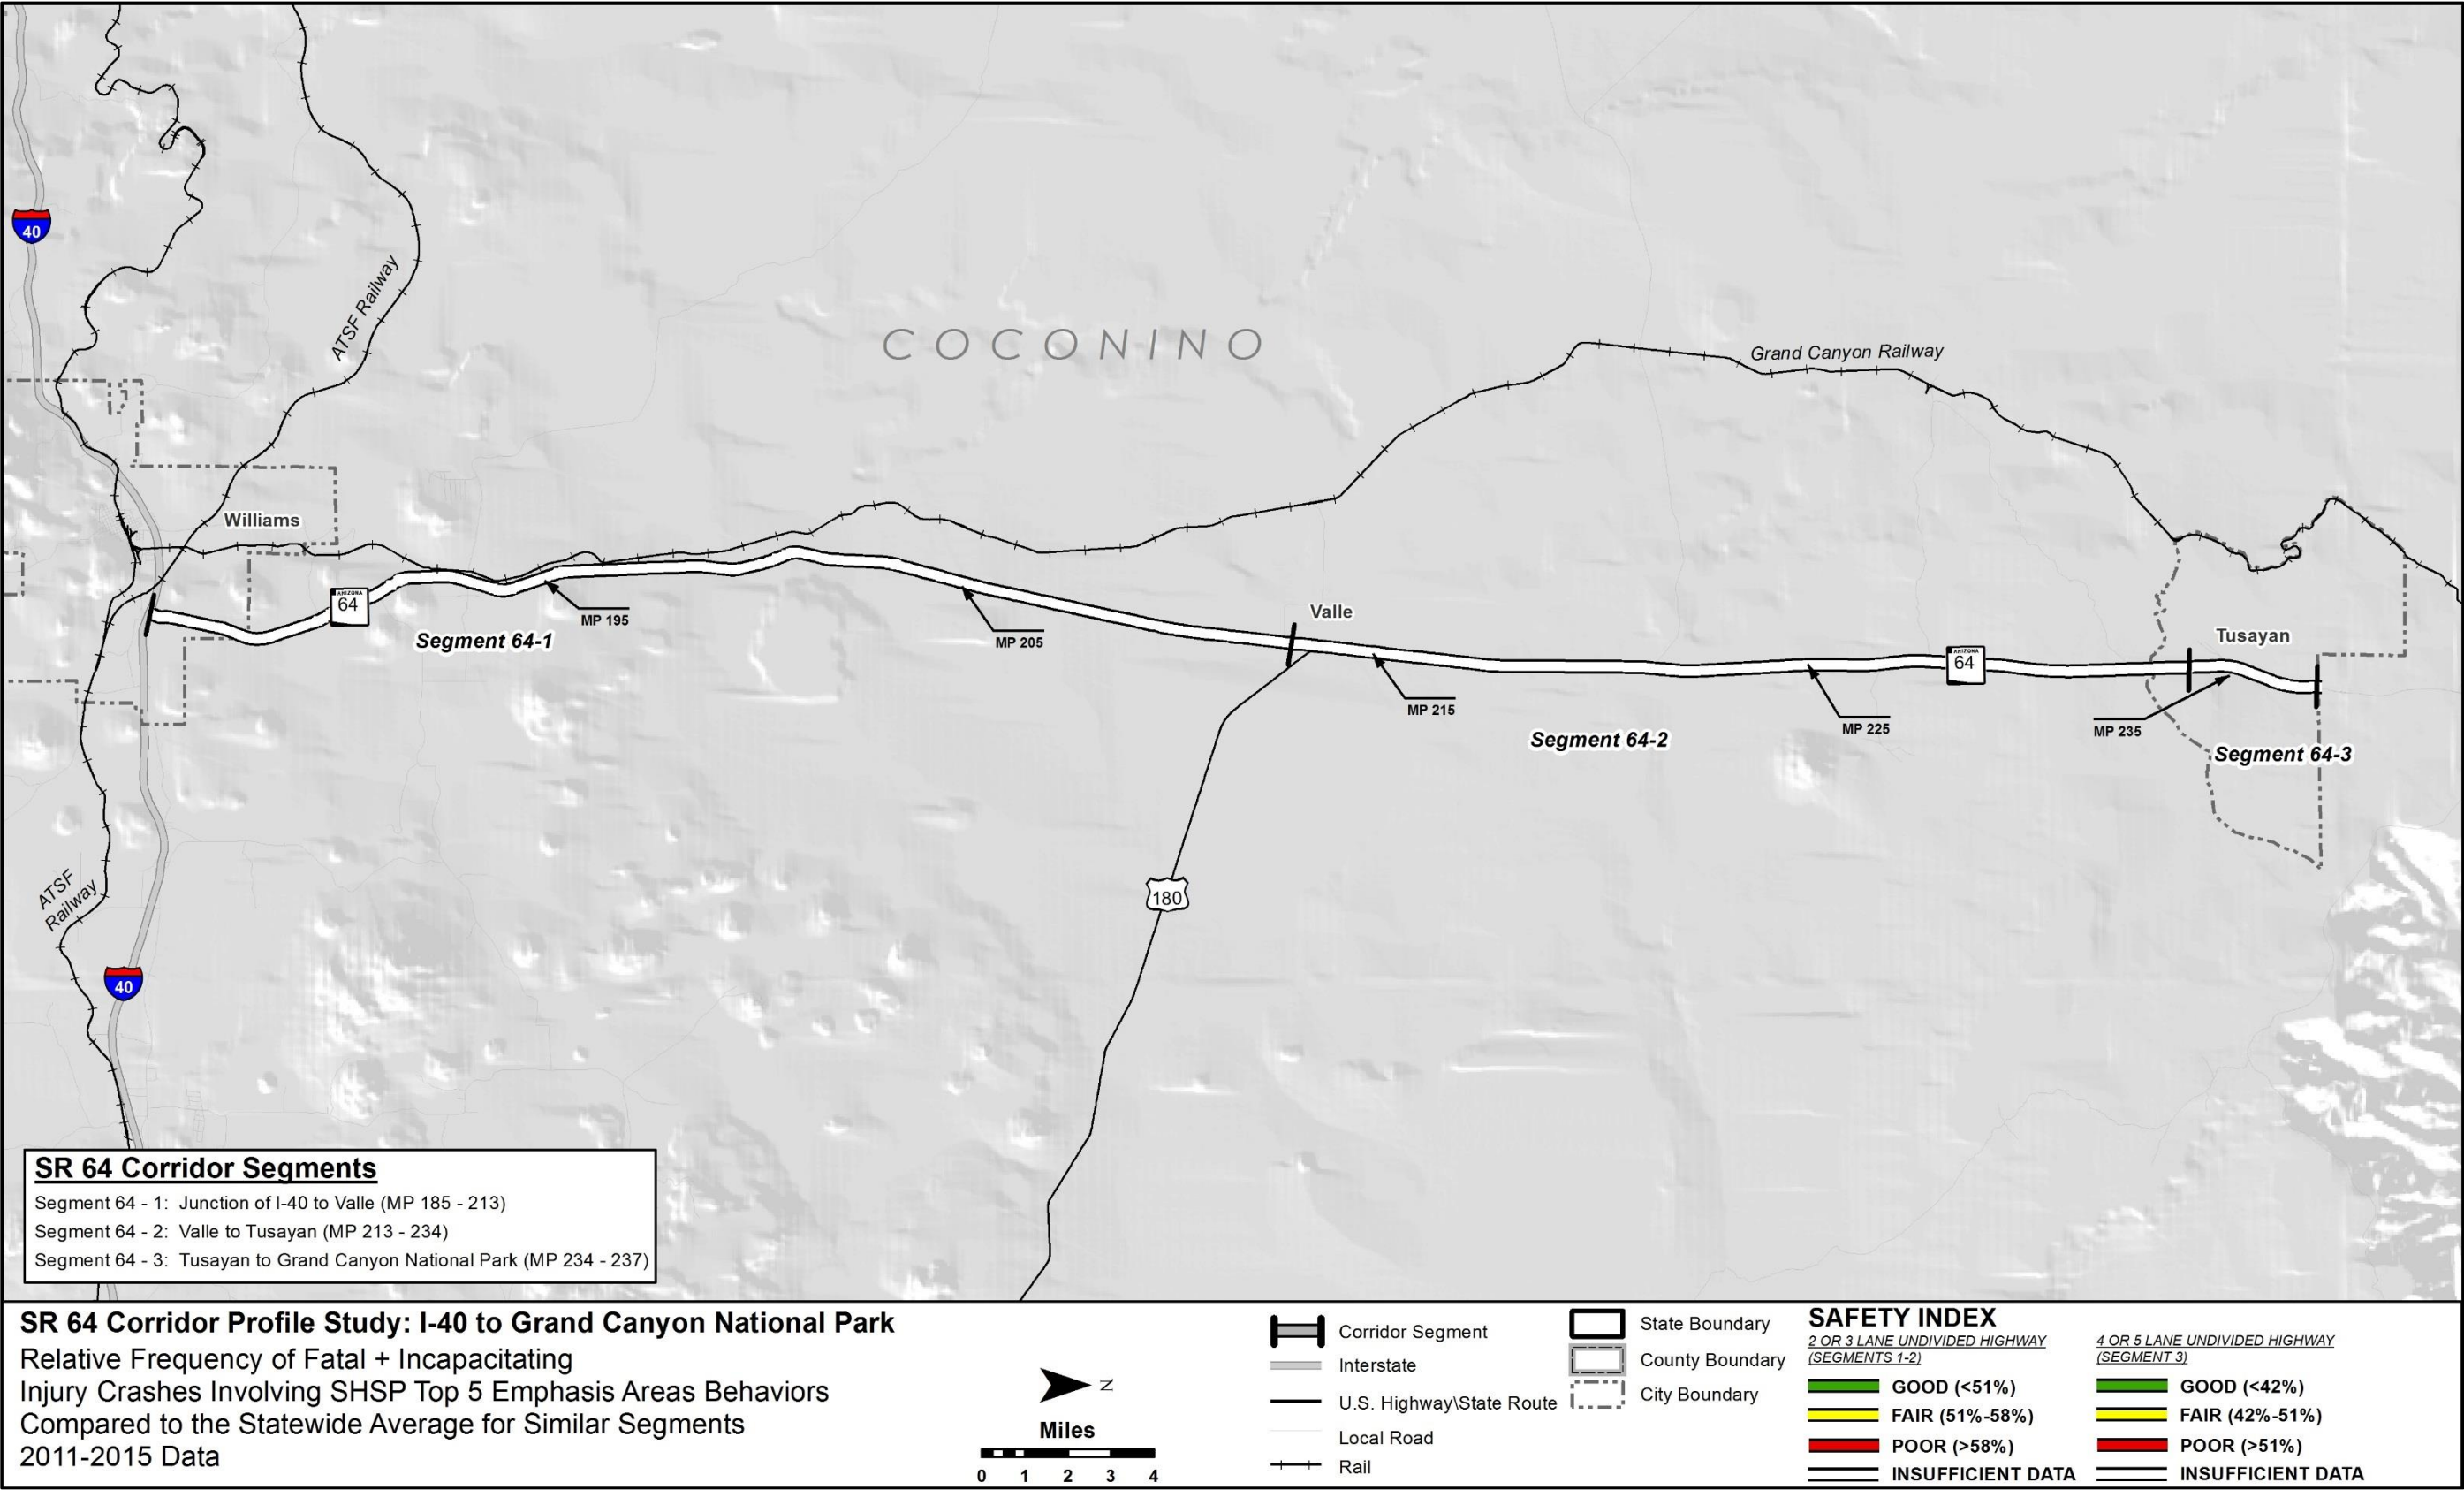 40
ATSF Railway
COCONINO
Grand Canyon Railway
Williams
ARIZONA
64
MP 195
Segment 64-1
MP 205
Valle
MP 215
Segment 64-2
MP 225
ARIZONA
64
Tusayan
MP 235
Segment 64-3
180
ATSF
Railway
40
SR 64 Corridor Segments
Segment 64 - 1: Junction of I-40 to Valle (MP 185 - 213)
Segment 64 - 2: Valle to Tusayan (MP 213 - 234)
Segment 64 - 3: Tusayan to Grand Canyon National Park (MP 234 - 237)
SR 64 Corridor Profile Study: I-40 to Grand Canyon National Park
Relative Frequency of Fatal + Incapacitating
Injury Crashes Involving SHSP Top 5 Emphasis Areas Behaviors
Compared to the Statewide Average for Similar Segments
2011-2015 Data
N
Miles
0 1 2 3 4
Corridor Segment
Interstate
U.S. Highway\State Route
Local Road
Rail
State Boundary
County Boundary
City Boundary
SAFETY INDEX
2 OR 3 LANE UNDIVIDED HIGHWAY
(SEGMENTS 1-2)
GOOD (<51%)
FAIR (51%-58%)
POOR (>58%)
INSUFFICIENT DATA
4 OR 5 LANE UNDIVIDED HIGHWAY
(SEGMENT 3)
GOOD (<42%)
FAIR (42%-51%)
POOR (>51%)
INSUFFICIENT DATA